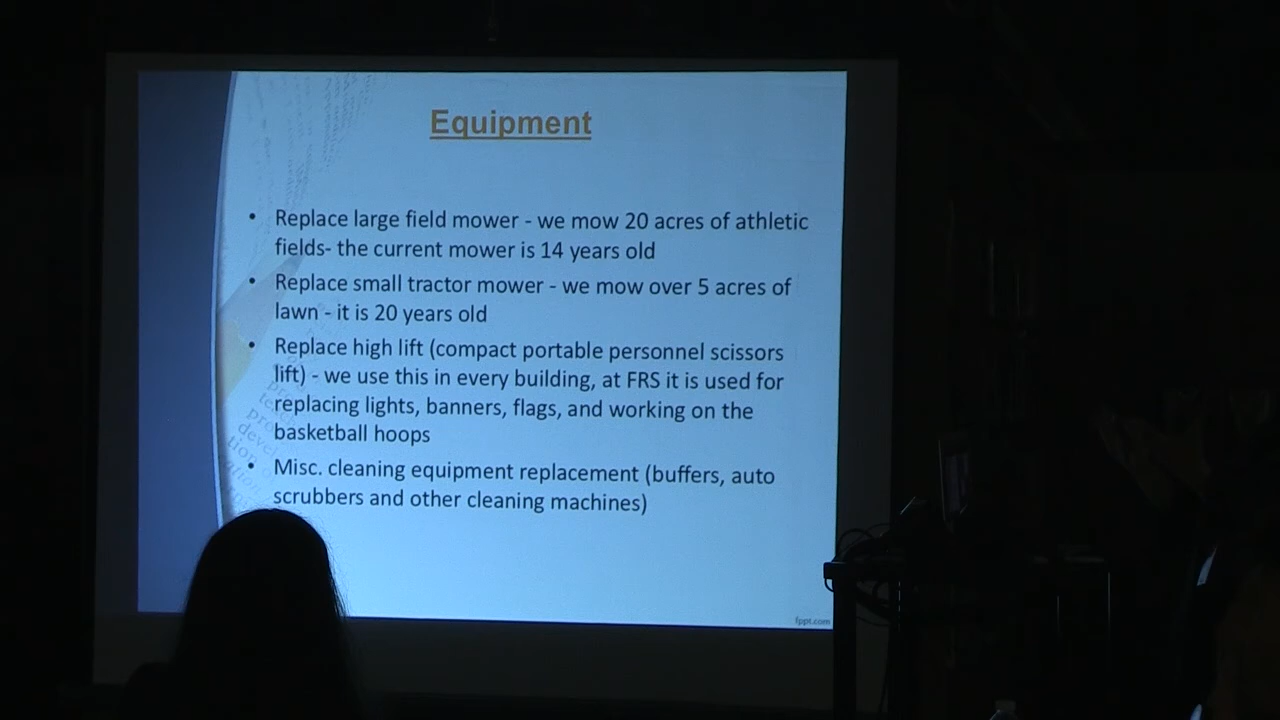 Equipment
• Replace large field mower - we mow 20 acres of athletic
fields- the current mower is 14 years old
• Replace small tractor mower - we mow over 5 acres of
lawn - it is 20 years old
• Replace high lift (compact portable personnel scissors
lift) - we use this in every building, at FRS it is used for
replacing lights, banners, flags, and working on the
basketball hoops
• Misc. cleaning equipment replacement (buffers, auto
scrubbers and other cleaning machines)
fppt.com